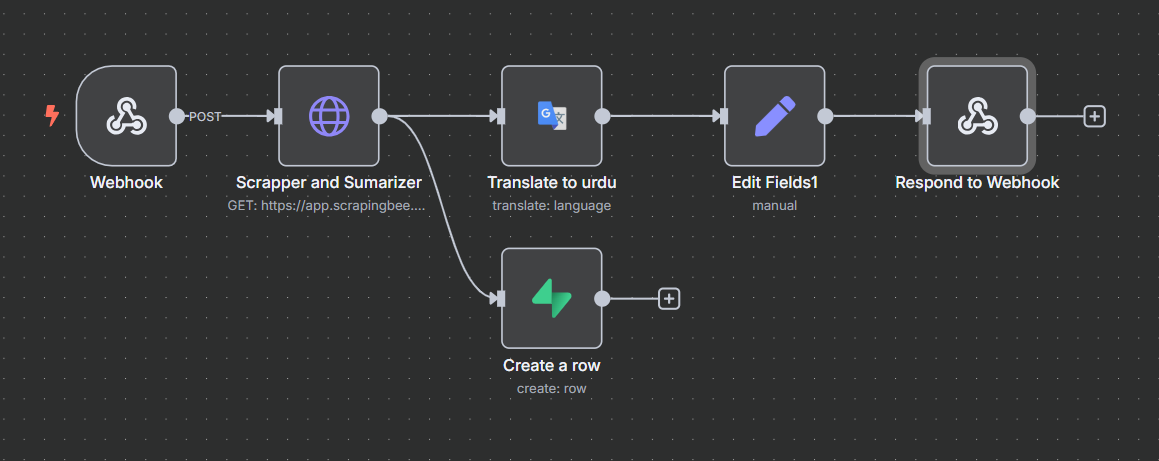 POST
Webhook
Scrapper and Sumarizer
GET: https://app.scrapingbee....
Translate to urdu
translate: language
Edit Fields1
manual
Respond to Webhook
Create a row
create: row